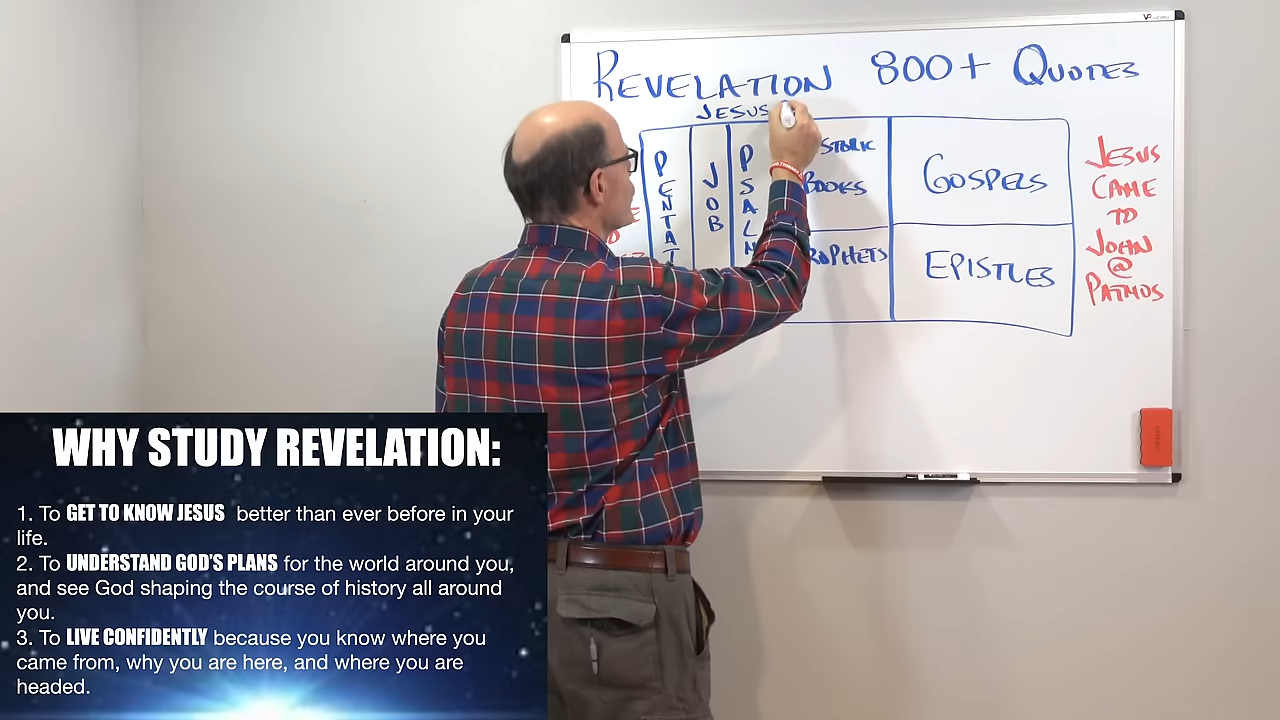 REVELATION 800+ QUOTES
JESUS
PENTAT
JOB
PSALM
BOOKS
GOSPELS
EPISTLES
JESUS
CAME
TO
JOHN
@
PATMOS
WHY STUDY REVELATION:
1. To GET TO KNOW JESUS better than ever before in your
life.
2. To UNDERSTAND GOD'S PLANS for the world around you,
and see God shaping the course of history all around
you.
3. To LIVE CONFIDENTLY because you know where you
came from, why you are here, and where you are
headed.